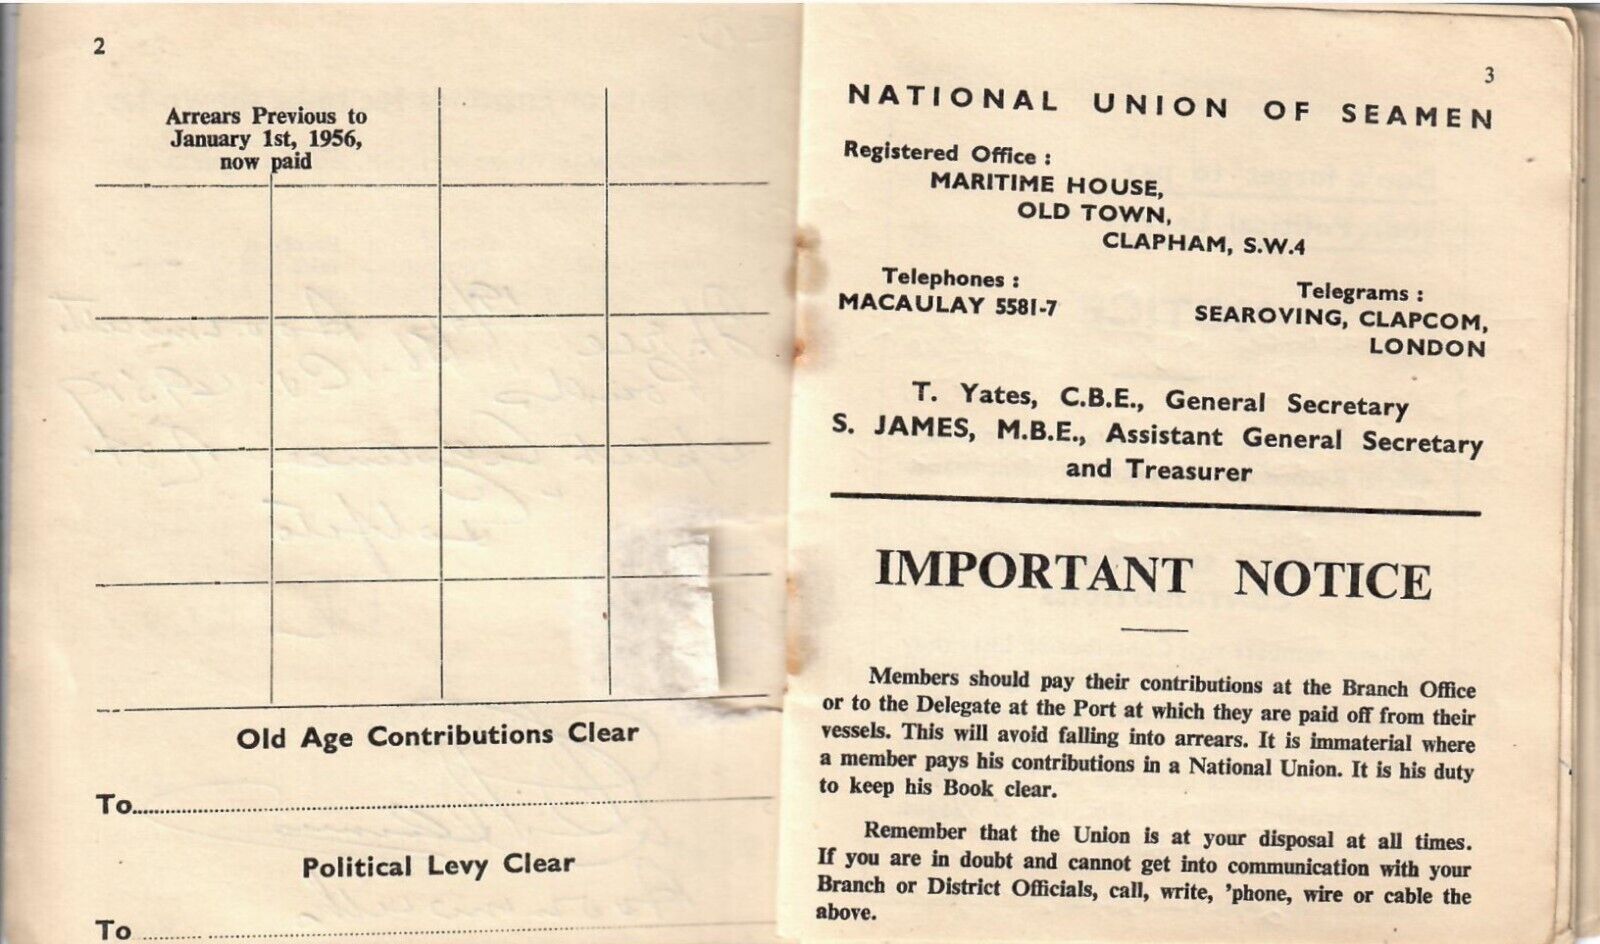 2
Arrears Previous to
January 1st, 1956,
now paid
Old Age Contributions Clear
To
Political Levy Clear
To
3
NATIONAL UNION OF SEAMEN
Registered Office :
MARITIME HOUSE,
OLD TOWN,
CLAPHAM, S.W.4
Telephones :
MACAULAY 5581-7
Telegrams :
SEAROVING, CLAPCOM,
LONDON
T. Yates, C.B.E., General Secretary
S. JAMES, M.B.E., Assistant General Secretary
and Treasurer
IMPORTANT NOTICE
Members should pay their contributions at the Branch Office
or to the Delegate at the Port at which they are paid off from their
vessels. This will avoid falling into arrears. It is immaterial where
a member pays his contributions in a National Union. It is his duty
to keep his Book clear.
Remember that the Union is at your disposal at all times.
If you are in doubt and cannot get into communication with your
Branch or District Officials, call, write, 'phone, wire or cable the
above.